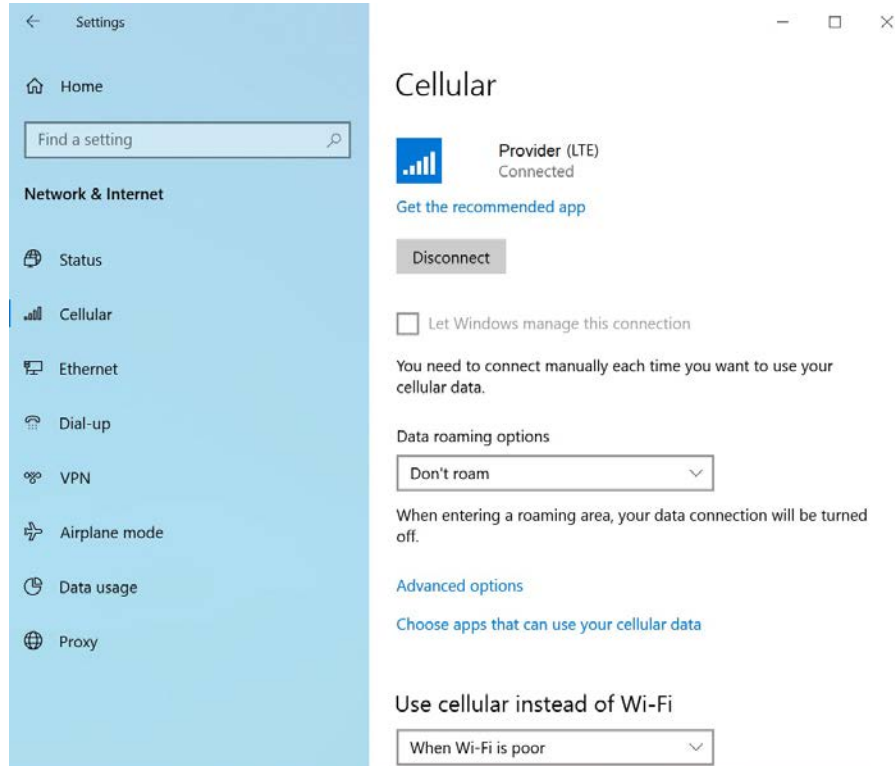 Settings
Home
Find a setting
Network & Internet
Status
Cellular
Ethernet
Dial-up
VPN
Airplane mode
Data usage
Proxy
Cellular
Provider (LTE)
Connected
Get the recommended app
Disconnect
Let Windows manage this connection
You need to connect manually each time you want to use your
cellular data.
Data roaming options
Don't roam
When entering a roaming area, your data connection will be turned
off.
Advanced options
Choose apps that can use your cellular data
Use cellular instead of Wi-Fi
When Wi-Fi is poor